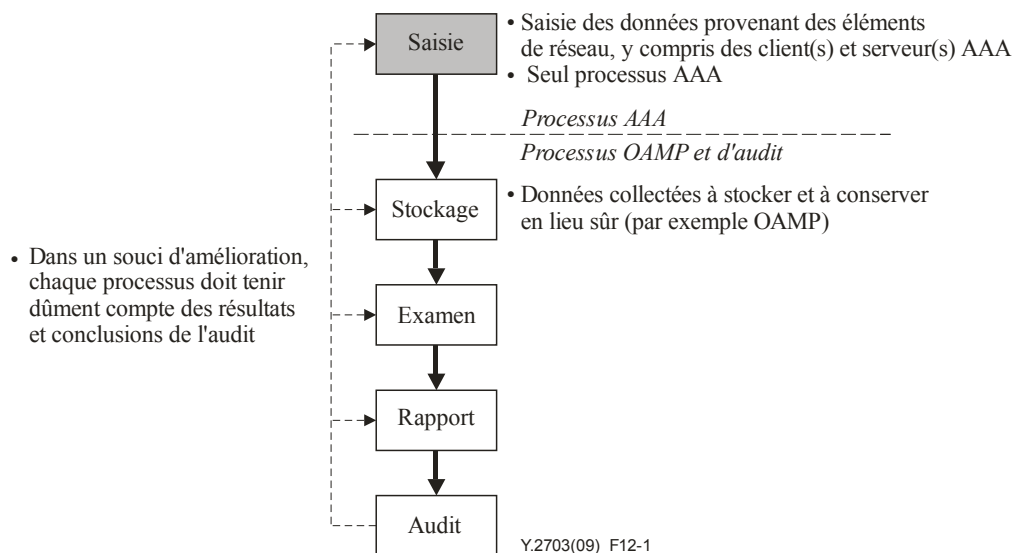 Saisie
• Saisie des données provenant des éléments
de réseau, y compris des client(s) et serveur(s) AAA
• Seul processus AAA
Processus AAA
Processus OAMP et d'audit
Stockage
• Données collectées à stocker et à conserver
en lieu sûr (par exemple OAMP)
• Dans un souci d'amélioration,
chaque processus doit tenir
dûment compte des résultats
et conclusions de l'audit
Examen
Rapport
Audit
Y.2703(09)_F12-1